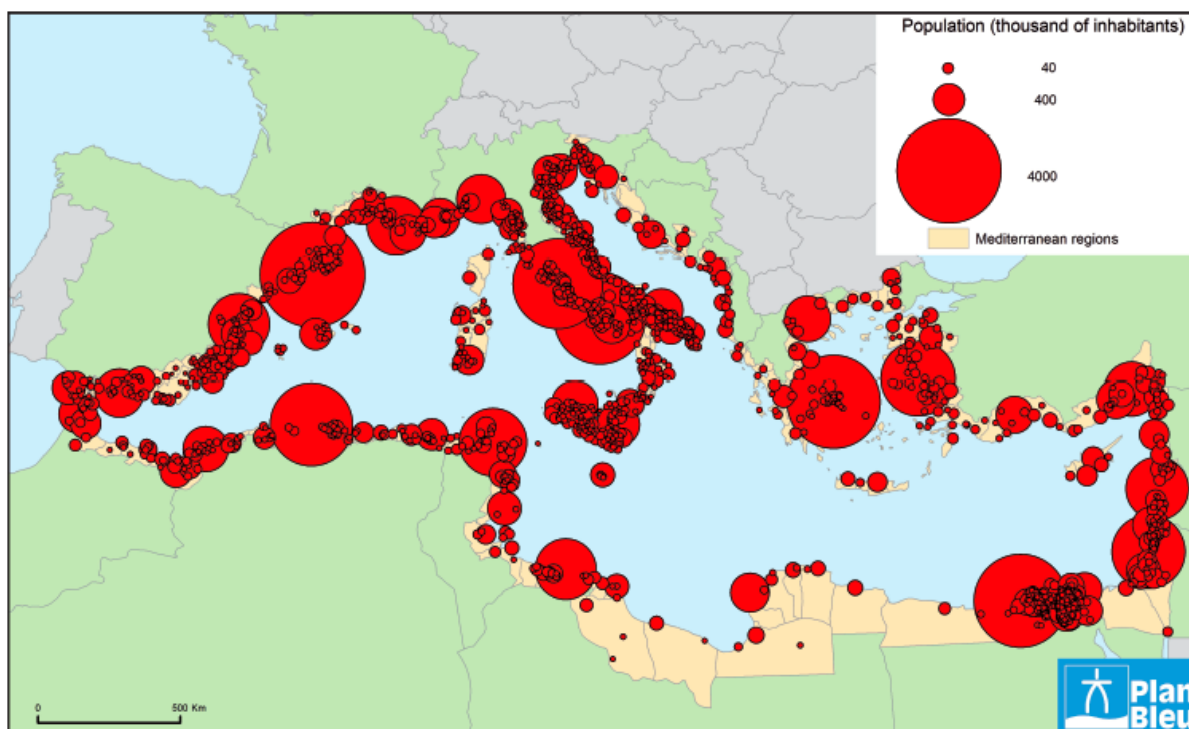 Population (thousand of inhabitants)
40
400
4000
Mediterranean regions
0 500 Km
Plan
Bleu